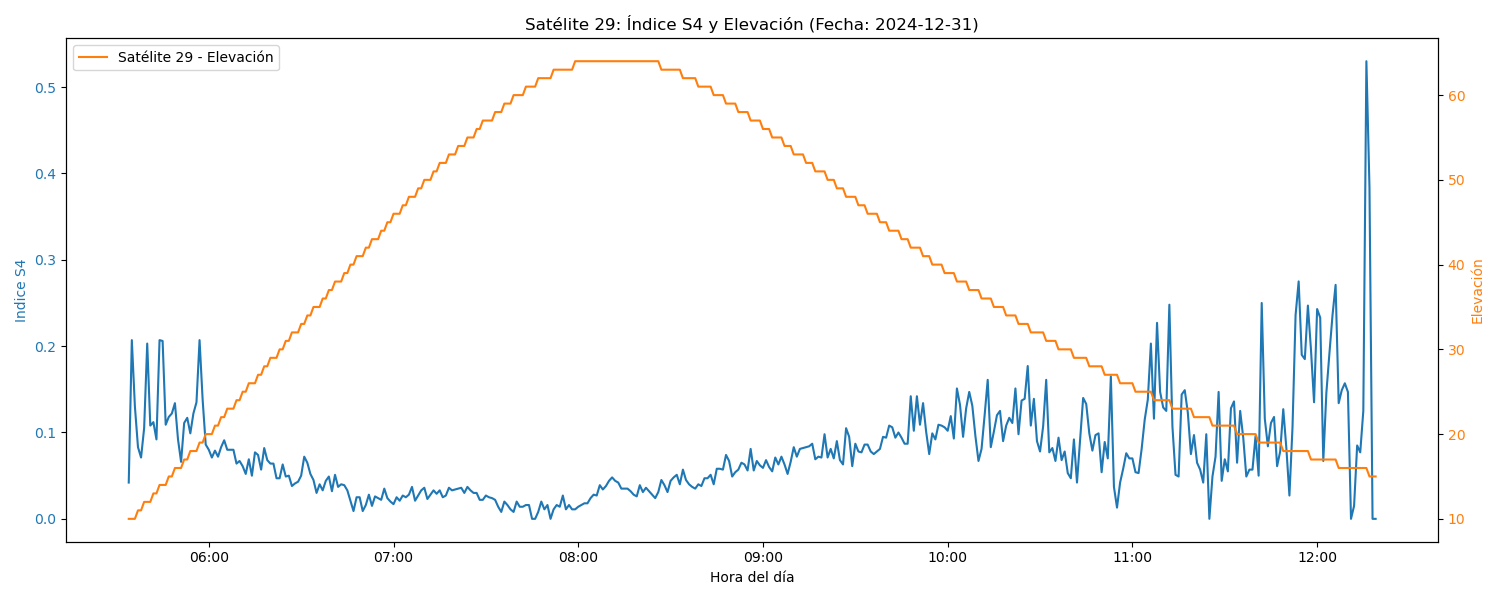 Satélite 29: Índice S4 y Elevación (Fecha: 2024-12-31)
Satélite 29 - Elevación
0.5
0.4
0.3
0.2
0.1
0.0
Indice S4
60
50
40
30
20
10
Elevación
06:00 07:00 08:00 09:00 10:00 11:00 12:00
Hora del día